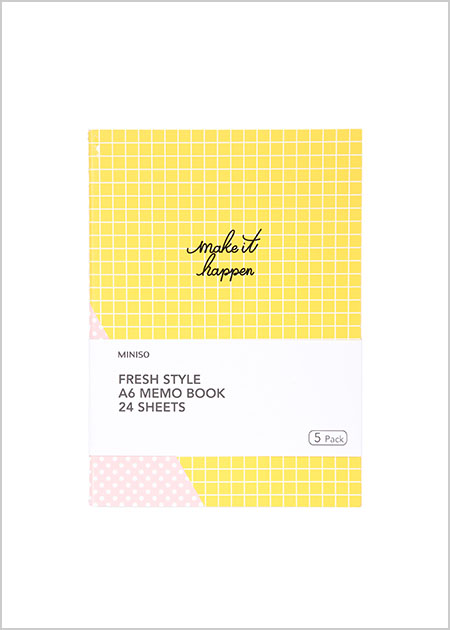 make it
happen
MINISO
FRESH STYLE
A6 MEMO BOOK
24 SHEETS
5 Pack